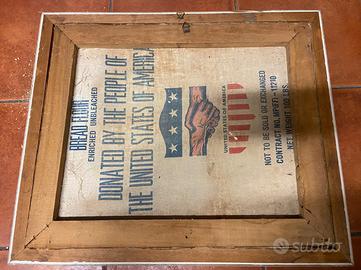 BREAD FLOUR
ENRICHED UNBLEACHED
DONATED BY THE PEOPLE OF
THE UNITED STATES OF AMERICA
UNITED STATES OF AMERICA
NOT TO BE SOLD OR EXCHANGED
NET WEIGHT 100 LBS.
subito